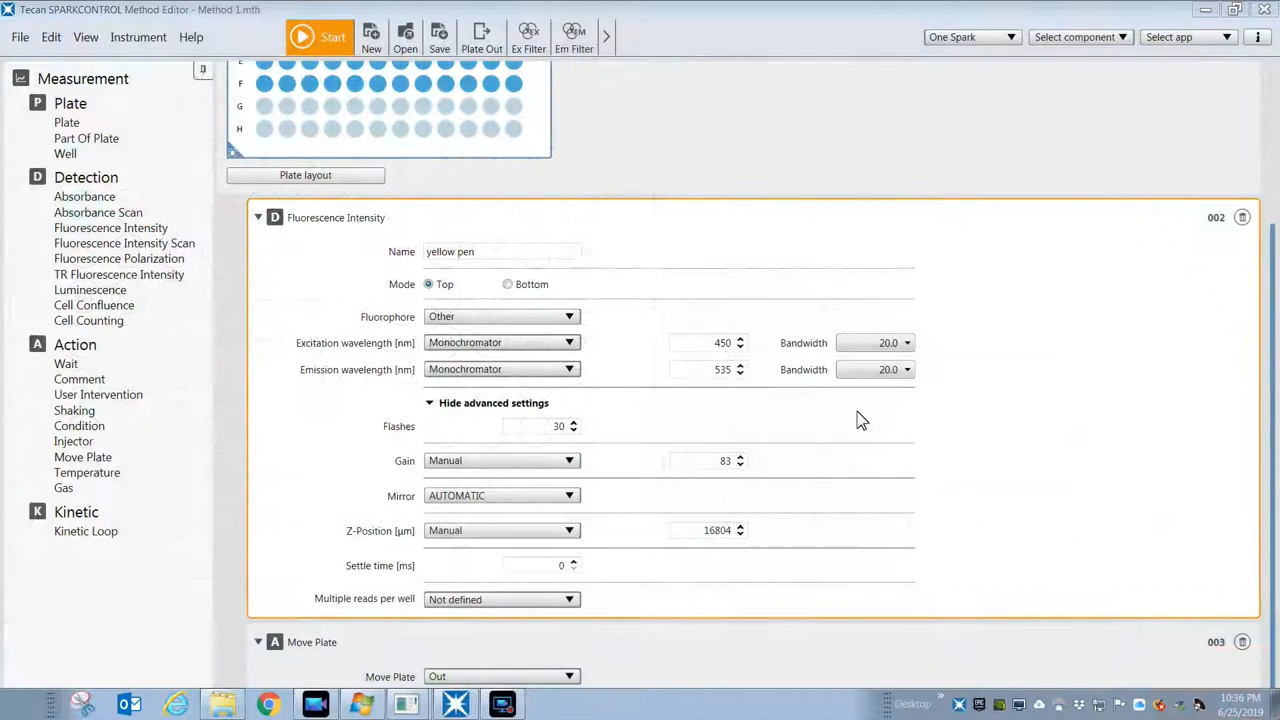 Tecan SPARKCONTROL Method Editor - Method 1.mth
File Edit View Instrument Help
Start
New
Open
Save
Plate Out
EX
Ex Filter
EM
Em Filter
One Spark
Select component
Select app
i
Measurement
P Plate
Plate
Part Of Plate
Well
D Detection
Absorbance
Absorbance Scan
Fluorescence Intensity
Fluorescence Intensity Scan
Fluorescence Polarization
TR Fluorescence Intensity
Luminescence
Cell Confluence
Cell Counting
A Action
Wait
Comment
User Intervention
Shaking
Condition
Injector
Move Plate
Temperature
Gas
K Kinetic
Kinetic Loop
E
F
G
H
Plate layout
D Fluorescence Intensity 002
Name yellow pen
Mode Top Bottom
Fluorophore Other
Excitation wavelength [nm] Monochromator 450 Bandwidth 20.0
Emission wavelength [nm] Monochromator 535 Bandwidth 20.0
Hide advanced settings
Flashes 30
Gain Manual 83
Mirror AUTOMATIC
Z-Position [µm] Manual 16804
Settle time [ms] 0
Multiple reads per well Not defined
A Move Plate 003
Move Plate Out
Desktop
10:36 PM
6/25/2019